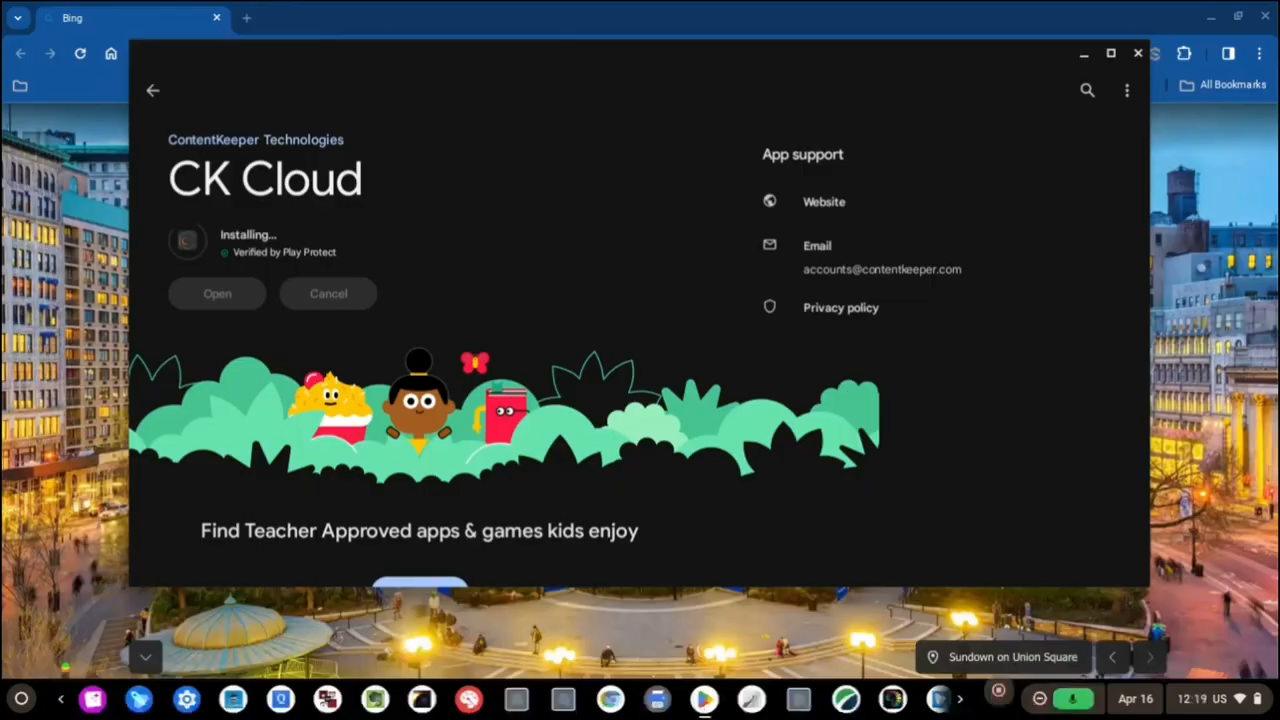 Bing
All Bookmarks
ContentKeeper Technologies
CK Cloud
Installing...
Verified by Play Protect
Open
Cancel
App support
Website
Email
accounts@contentkeeper.com
Privacy policy
Find Teacher Approved apps & games kids enjoy
Sundown on Union Square
Apr 16
12:19 US